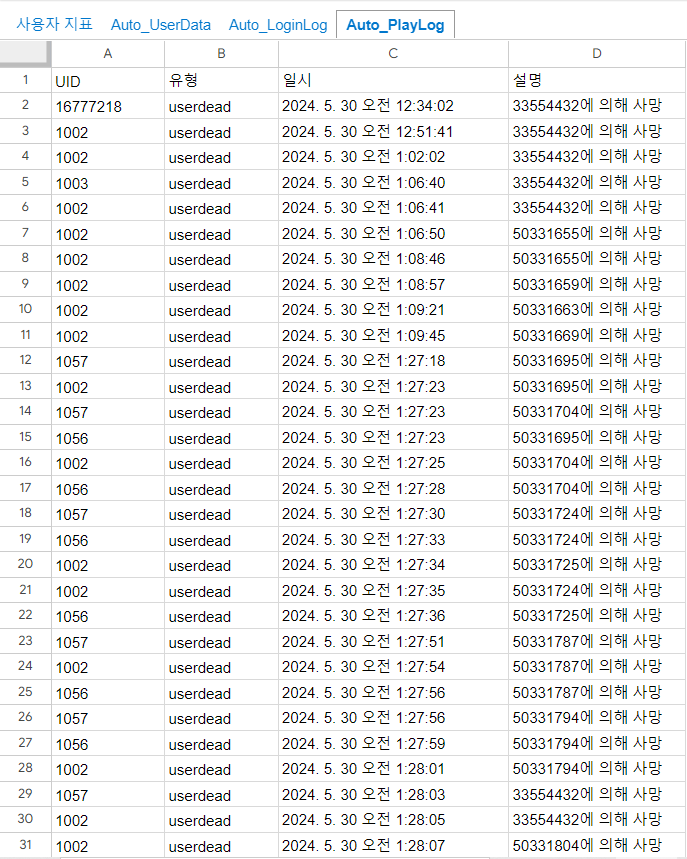 사용자 지표 Auto_UserData Auto_LoginLog Auto_PlayLog
A B C D
1 UID 유형 일시 설명
2 16777218 userdead 2024. 5. 30 오전 12:34:02 33554432에 의해 사망
3 1002 userdead 2024. 5. 30 오전 12:51:41 33554432에 의해 사망
4 1002 userdead 2024. 5. 30 오전 1:02:02 33554432에 의해 사망
5 1003 userdead 2024. 5. 30 오전 1:06:40 33554432에 의해 사망
6 1002 userdead 2024. 5. 30 오전 1:06:41 33554432에 의해 사망
7 1002 userdead 2024. 5. 30 오전 1:06:50 50331655에 의해 사망
8 1002 userdead 2024. 5. 30 오전 1:08:46 50331655에 의해 사망
9 1002 userdead 2024. 5. 30 오전 1:08:57 50331659에 의해 사망
10 1002 userdead 2024. 5. 30 오전 1:09:21 50331663에 의해 사망
11 1002 userdead 2024. 5. 30 오전 1:09:45 50331669에 의해 사망
12 1057 userdead 2024. 5. 30 오전 1:27:18 50331695에 의해 사망
13 1002 userdead 2024. 5. 30 오전 1:27:23 50331695에 의해 사망
14 1057 userdead 2024. 5. 30 오전 1:27:23 50331704에 의해 사망
15 1056 userdead 2024. 5. 30 오전 1:27:23 50331695에 의해 사망
16 1002 userdead 2024. 5. 30 오전 1:27:25 50331704에 의해 사망
17 1056 userdead 2024. 5. 30 오전 1:27:28 50331704에 의해 사망
18 1057 userdead 2024. 5. 30 오전 1:27:30 50331724에 의해 사망
19 1056 userdead 2024. 5. 30 오전 1:27:33 50331724에 의해 사망
20 1002 userdead 2024. 5. 30 오전 1:27:34 50331725에 의해 사망
21 1002 userdead 2024. 5. 30 오전 1:27:35 50331724에 의해 사망
22 1056 userdead 2024. 5. 30 오전 1:27:36 50331725에 의해 사망
23 1057 userdead 2024. 5. 30 오전 1:27:51 50331787에 의해 사망
24 1002 userdead 2024. 5. 30 오전 1:27:54 50331787에 의해 사망
25 1056 userdead 2024. 5. 30 오전 1:27:56 50331787에 의해 사망
26 1057 userdead 2024. 5. 30 오전 1:27:56 50331794에 의해 사망
27 1056 userdead 2024. 5. 30 오전 1:27:59 50331794에 의해 사망
28 1002 userdead 2024. 5. 30 오전 1:28:01 50331794에 의해 사망
29 1057 userdead 2024. 5. 30 오전 1:28:03 33554432에 의해 사망
30 1002 userdead 2024. 5. 30 오전 1:28:05 33554432에 의해 사망
31 1002 userdead 2024. 5. 30 오전 1:28:07 50331804에 의해 사망